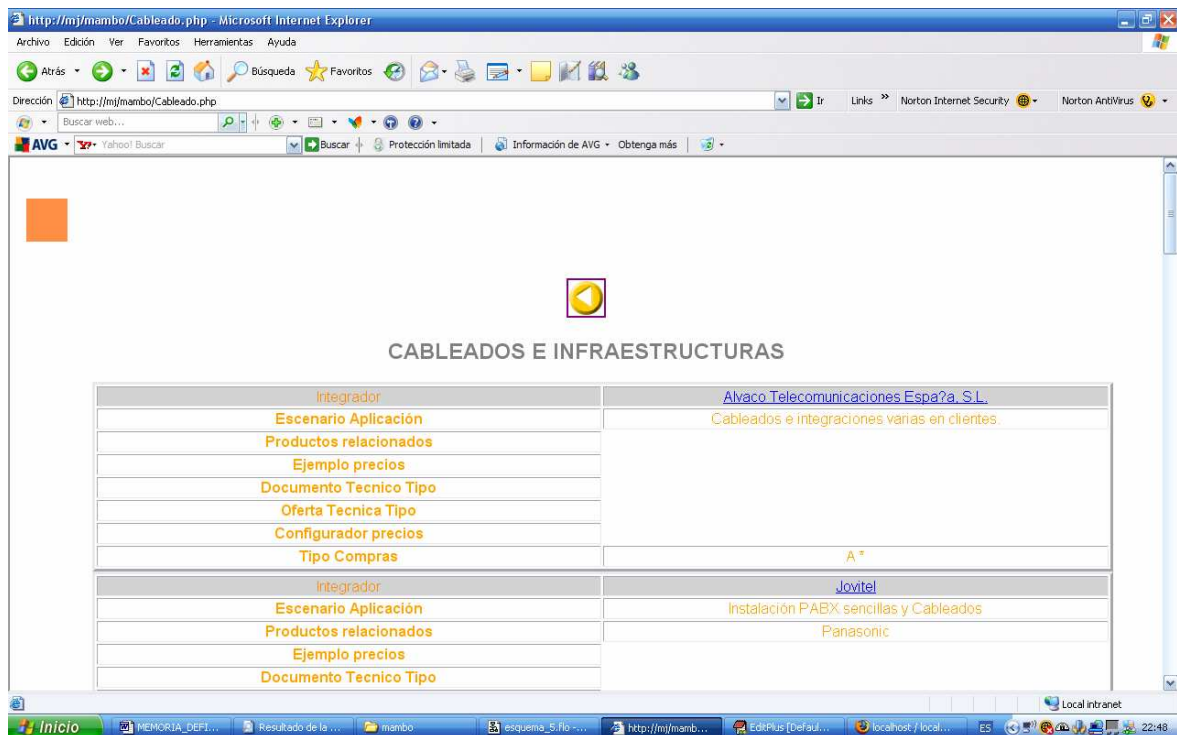 http://mj/mambo/Cableado.php - Microsoft Internet Explorer
Archivo Edición Ver Favoritos Herramientas Ayuda
Atrás Búsqueda Favoritos
Dirección http://mj/mambo/Cableado.php Ir Links » Norton Internet Security Norton AntiVirus
Buscar web...
AVG Yahoo! Buscar Buscar Protección limitada Información de AVG Obtenga más
CABLEADOS E INFRAESTRUCTURAS
Integrador Alvaco Telecomunicaciones Espa?a, S.L.
Escenario Aplicación Cableados e integraciones varias en clientes.
Productos relacionados
Ejemplo precios
Documento Tecnico Tipo
Oferta Tecnica Tipo
Configurador precios
Tipo Compras A *
Integrador Jovitel
Escenario Aplicación Instalación PABX sencillas y Cableados
Productos relacionados Panasonic
Ejemplo precios
Documento Tecnico Tipo
Local intranet
Inicio MEMORIA_DEFI... Resultado de la ... mambo esquema_5.flo -... http://mj/mamb... EditPlus [Defaul... localhost / local... ES 22:48